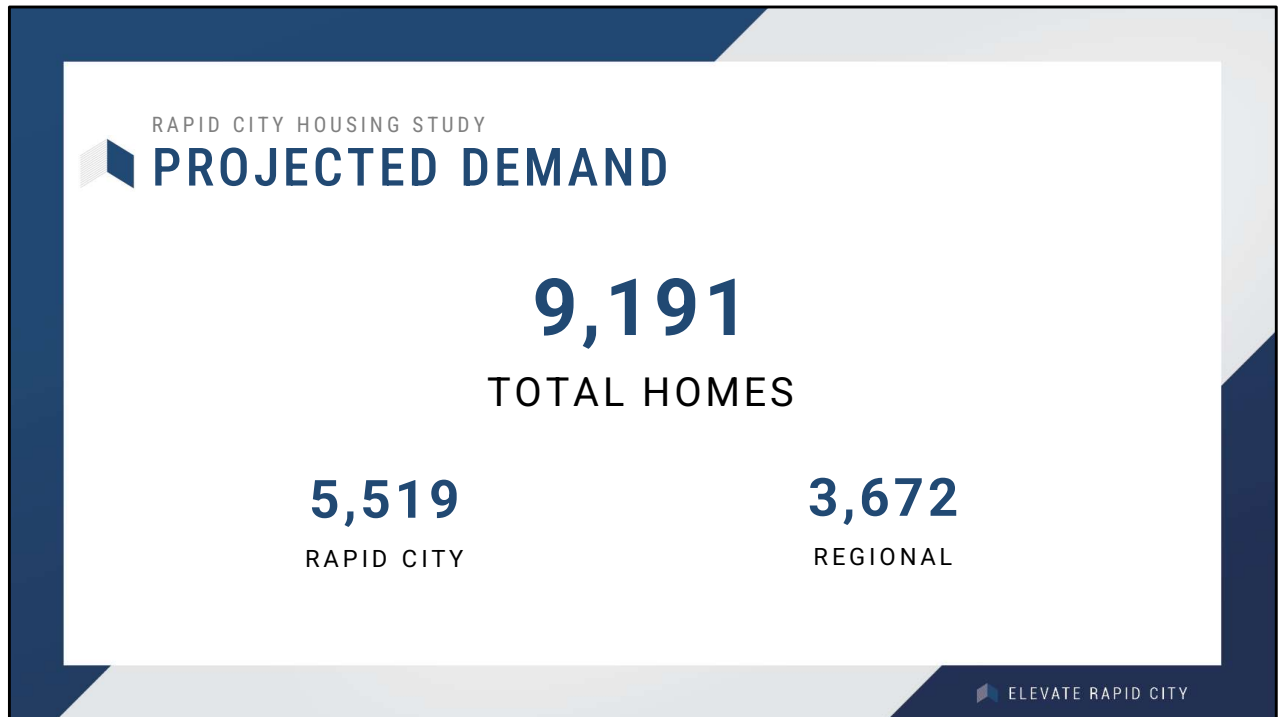 RAPID CITY HOUSING STUDY
PROJECTED DEMAND
9,191
TOTAL HOMES
5,519
RAPID CITY
3,672
REGIONAL
ELEVATE RAPID CITY